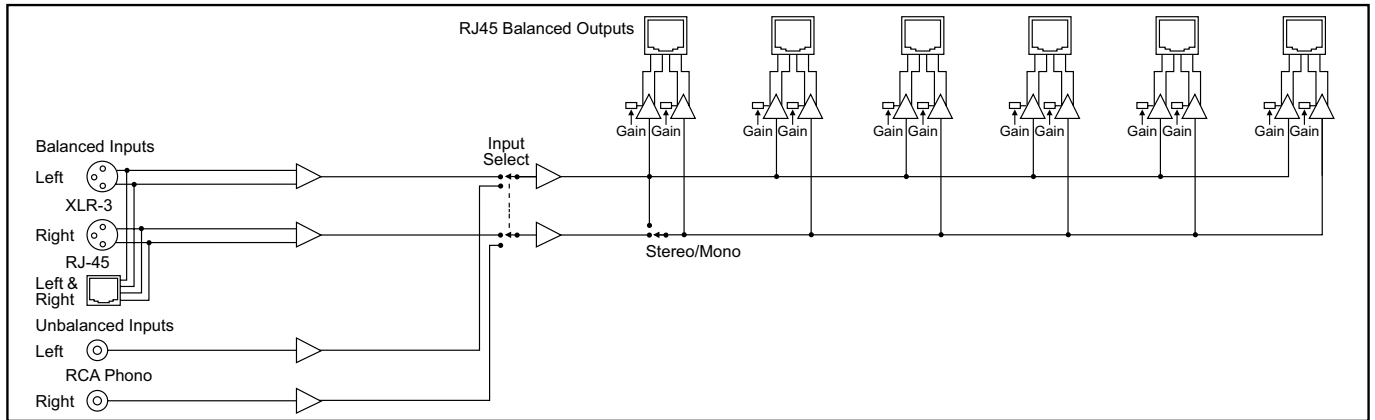 RJ45 Balanced Outputs
Gain Gain
Gain Gain
Gain Gain
Gain Gain
Gain Gain
Gain Gain
Balanced Inputs
Left
XLR-3
Right
RJ-45
Left &
Right
Input
Select
Stereo/Mono
Unbalanced Inputs
Left
RCA Phono
Right